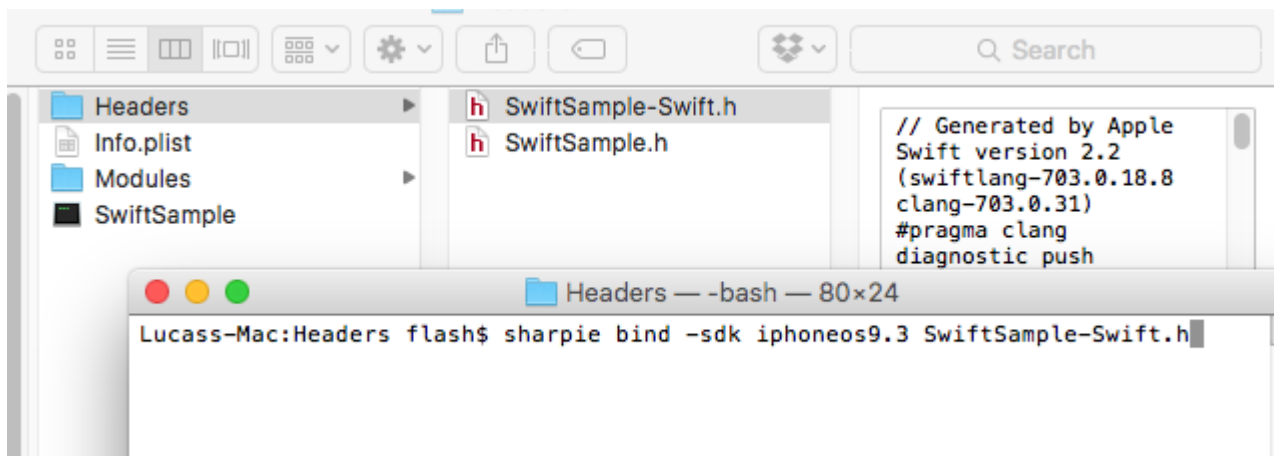 Search
Headers
Info.plist
Modules
SwiftSample
SwiftSample-Swift.h
SwiftSample.h
// Generated by Apple
Swift version 2.2
(swiftlang-703.0.18.8
clang-703.0.31)
#pragma clang
diagnostic push
Headers — -bash — 80×24
Lucass-Mac:Headers flash$ sharpie bind -sdk iphoneos9.3 SwiftSample-Swift.h